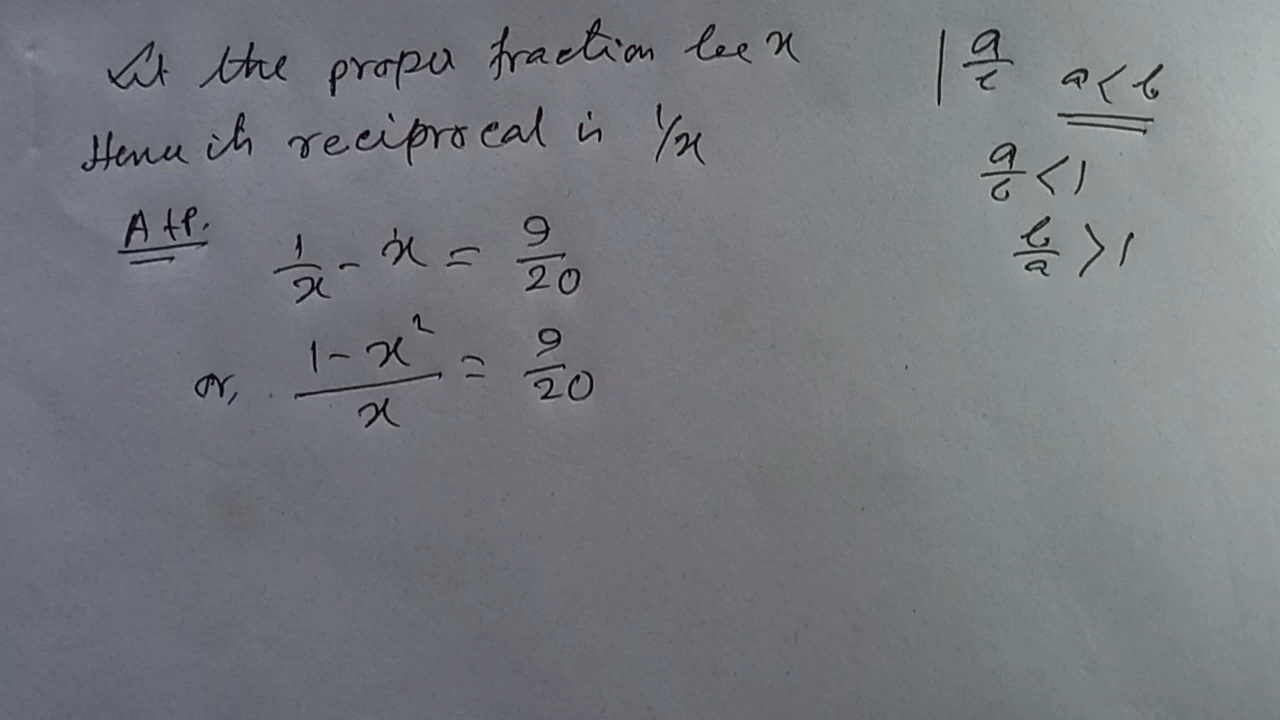 Let the proper fraction be x
Hence its reciprocal is 1/x
A t P.
1/x - x = 9/20
or, (1 - x²)/x = 9/20
a/b a < b
a/b < 1
b/a > 1